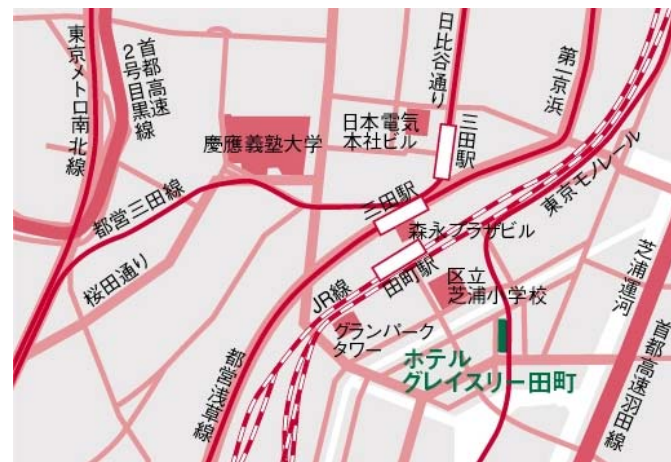 東京メトロ南北線
首都高速
2号目黒線
慶應義塾大学
日本電気
本社ビル
日比谷通り
三田駅
第一京浜
都営三田線
三田駅
森永プラザビル
東京モノレール
桜田通り
JR線
田町駅
区立
芝浦小学校
芝浦運河
グランパーク
タワー
ホテル
グレイスリー田町
都営浅草線
首都高速羽田線